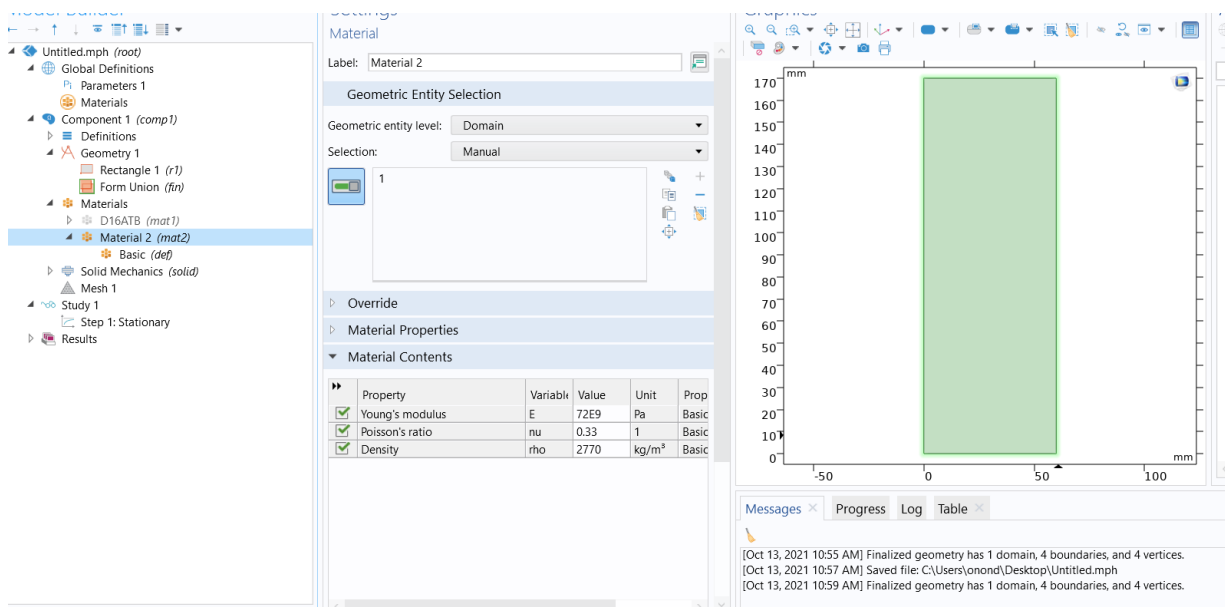 Model Builder
Untitled.mph (root)
Global Definitions
Parameters 1
Materials
Component 1 (comp1)
Definitions
Geometry 1
Rectangle 1 (r1)
Form Union (fin)
Materials
D16ATB (mat1)
Material 2 (mat2)
Basic (def)
Solid Mechanics (solid)
Mesh 1
Study 1
Step 1: Stationary
Results
Settings
Material
Label: Material 2
Geometric Entity Selection
Geometric entity level: Domain
Selection: Manual
1
Override
Material Properties
Material Contents
Property Variable Value Unit Prop
Young's modulus E 72E9 Pa Basic
Poisson's ratio nu 0.33 1 Basic
Density rho 2770 kg/m³ Basic
Graphics
mm
170
160
150
140
130
120
110
100
90
80
70
60
50
40
30
20
10
0
mm
-50 0 50 100
Messages Progress Log Table
[Oct 13, 2021 10:55 AM] Finalized geometry has 1 domain, 4 boundaries, and 4 vertices.
[Oct 13, 2021 10:57 AM] Saved file: C:\Users\onond\Desktop\Untitled.mph
[Oct 13, 2021 10:59 AM] Finalized geometry has 1 domain, 4 boundaries, and 4 vertices.